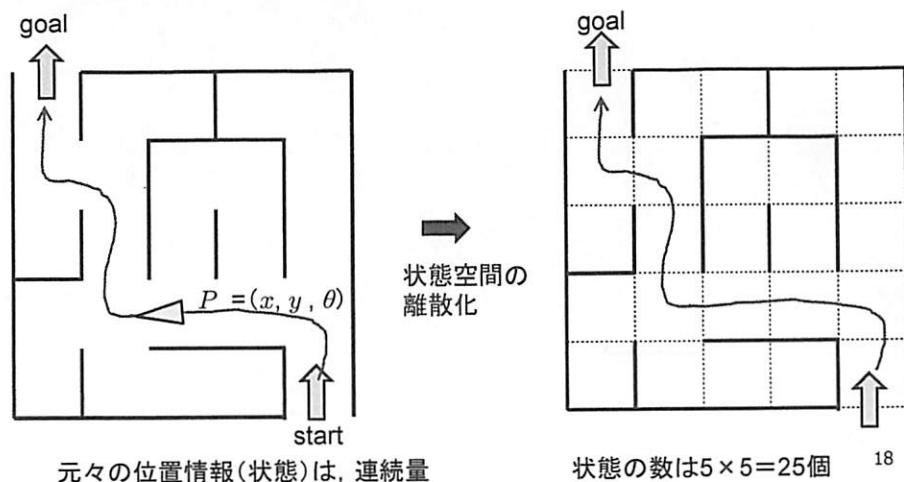 goal
P =(x, y, θ)
start
元々の位置情報(状態)は, 連続量
状態空間の
離散化
goal
状態の数は5×5=25個
18